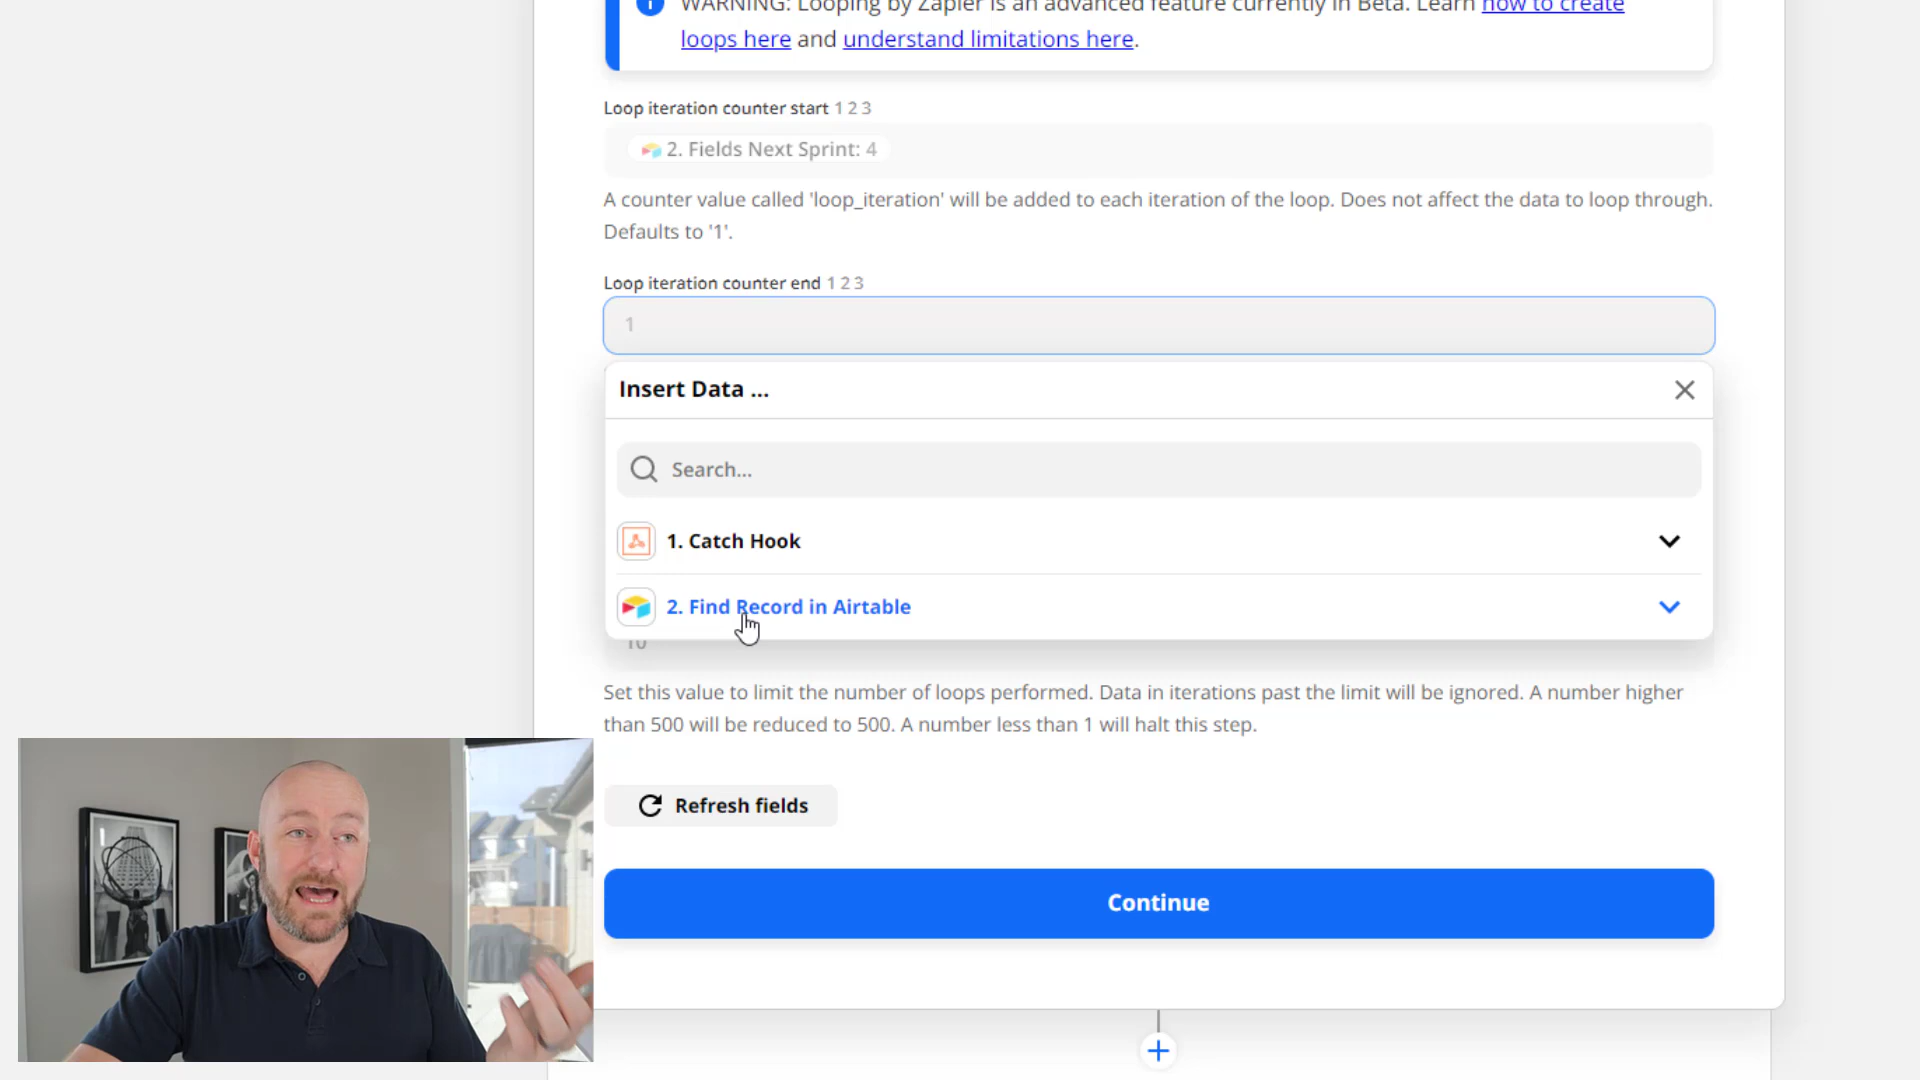 WARNING: Looping by Zapier is an advanced feature currently in Beta. Learn how to create
loops here and understand limitations here.
Loop iteration counter start 1 2 3
2. Fields Next Sprint: 4
A counter value called 'loop_iteration' will be added to each iteration of the loop. Does not affect the data to loop through.
Defaults to '1'.
Loop iteration counter end 1 2 3
1
Insert Data ...
Search...
1. Catch Hook
2. Find Record in Airtable
10
Set this value to limit the number of loops performed. Data in iterations past the limit will be ignored. A number higher
than 500 will be reduced to 500. A number less than 1 will halt this step.
Refresh fields
Continue